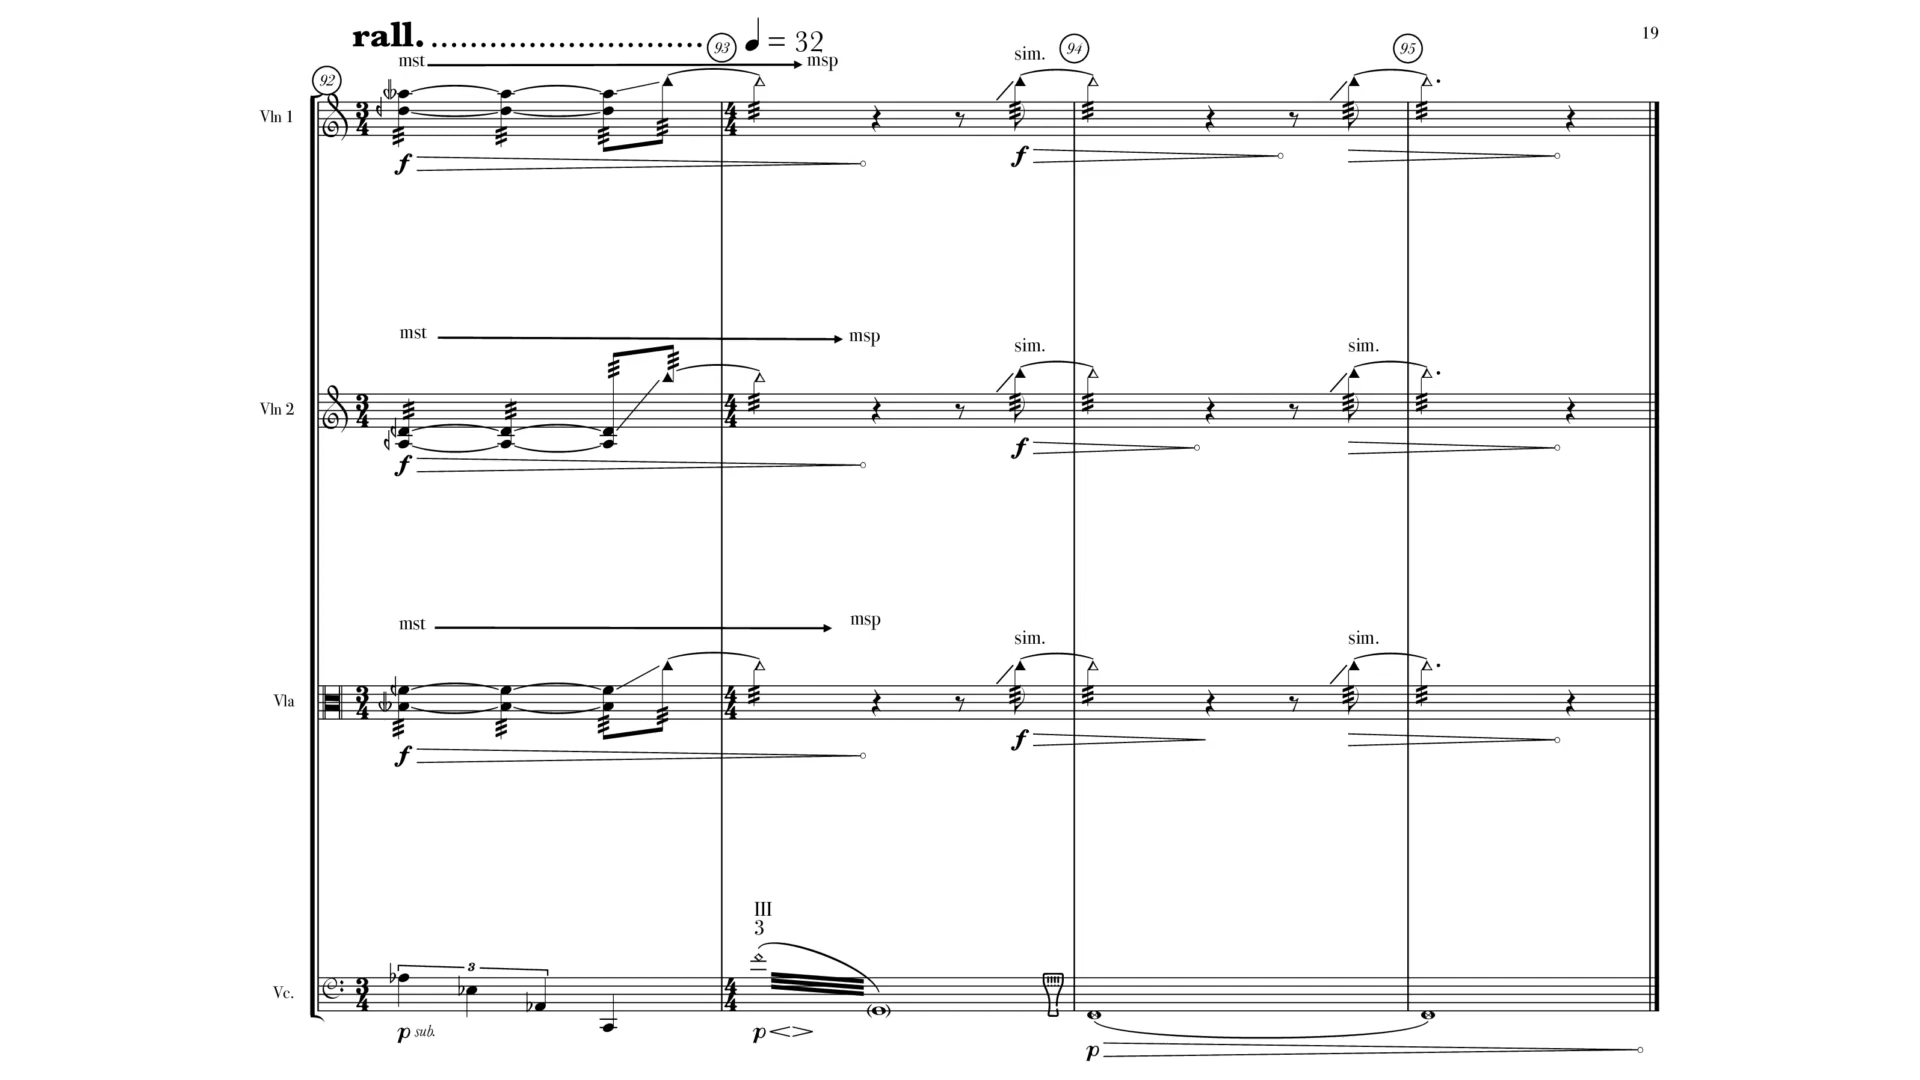 rall. ............................ 93 ♩ = 32
19
92 mst msp sim. 94 95
Vln 1 3/4 4/4
f f
mst msp sim. sim.
Vln 2 3/4 4/4
f f
mst msp sim. sim.
Vla 3/4 4/4
f f
III
3
3
Vc. 3/4 4/4
p sub. p
p